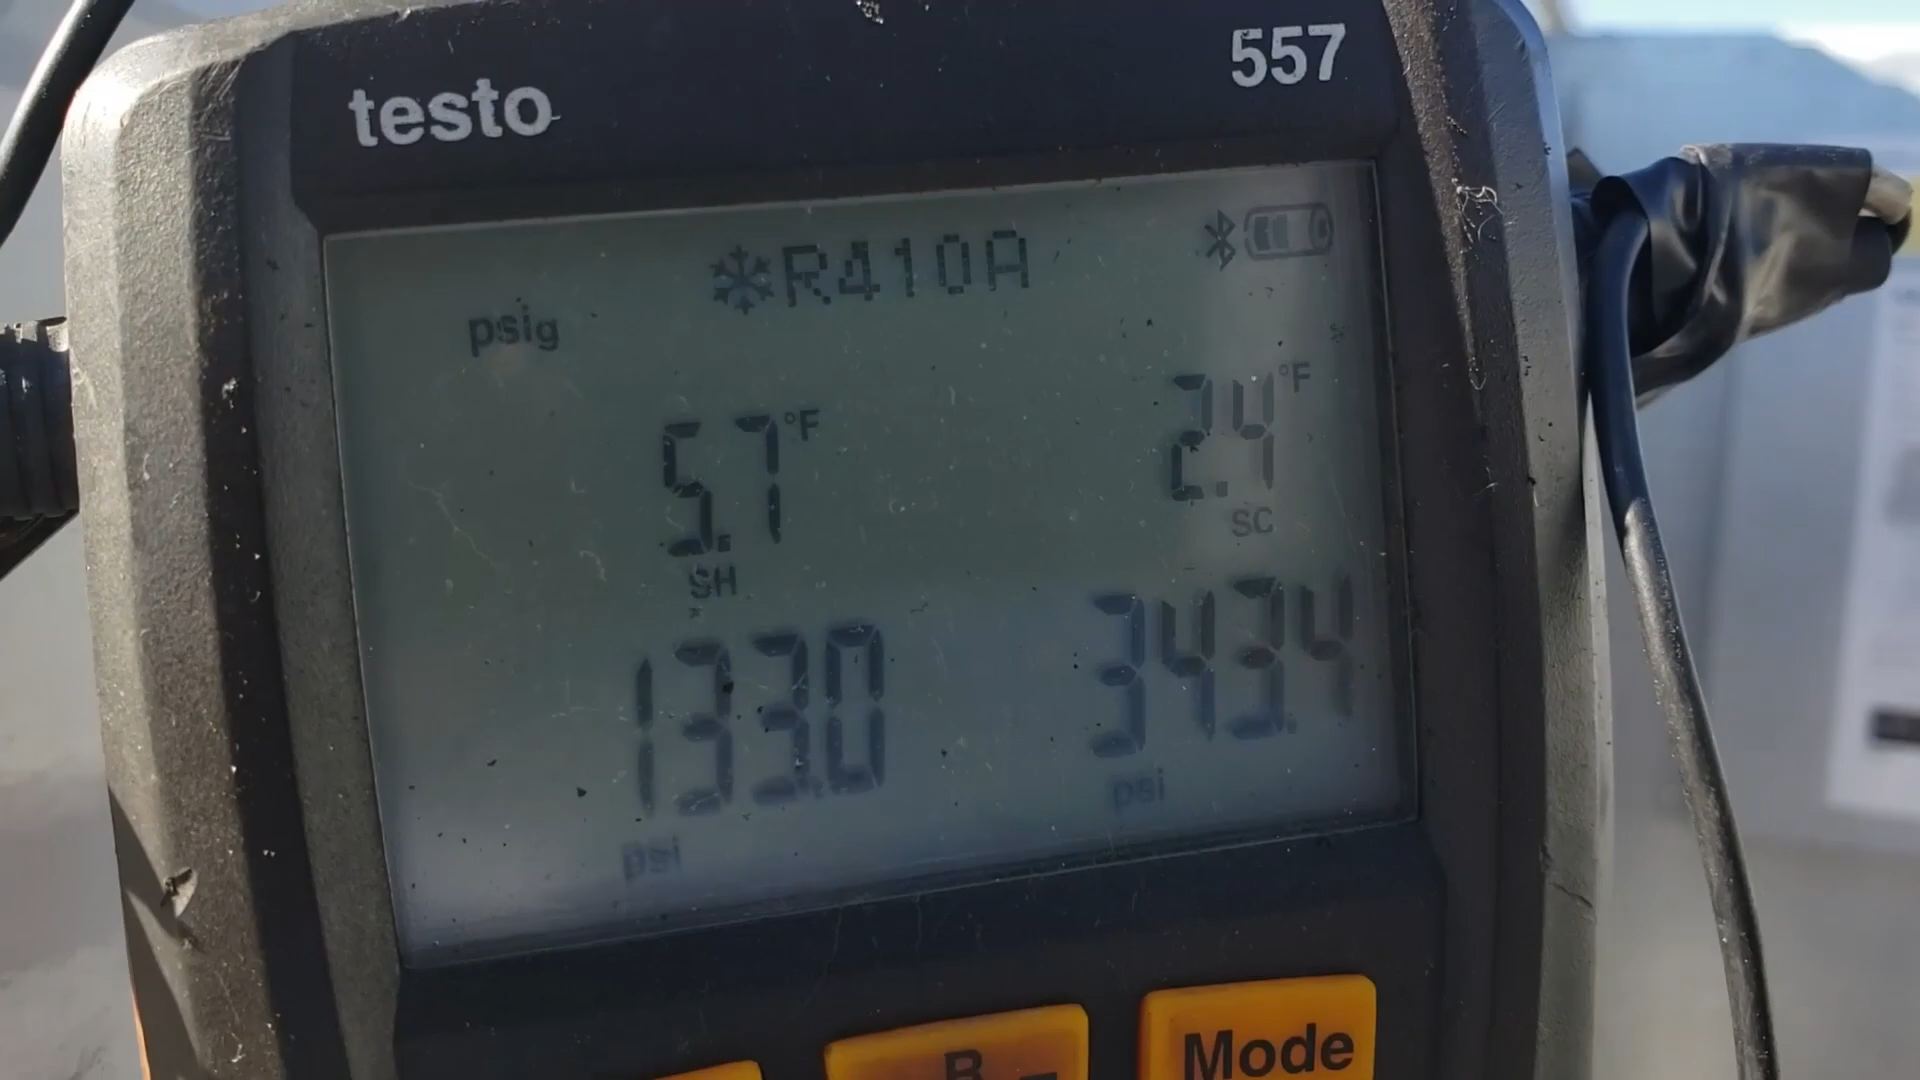 testo 557
R410A
psig
5.7 °F 2.4 °F
SH SC
133.0 343.4
psi psi
B Mode